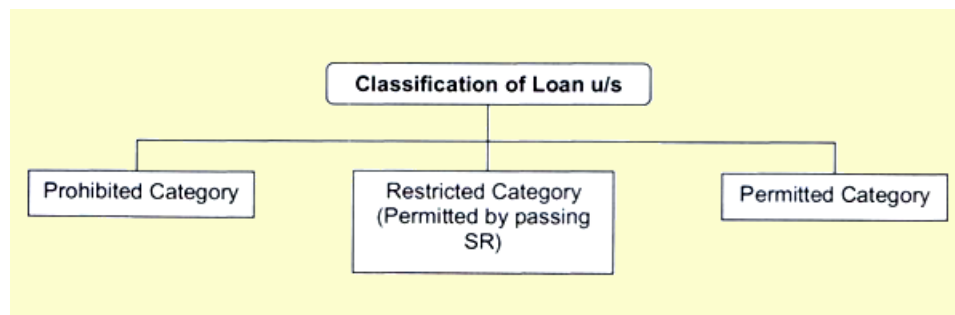 Classification of Loan u/s
Prohibited Category
Restricted Category
(Permitted by passing
SR)
Permitted Category